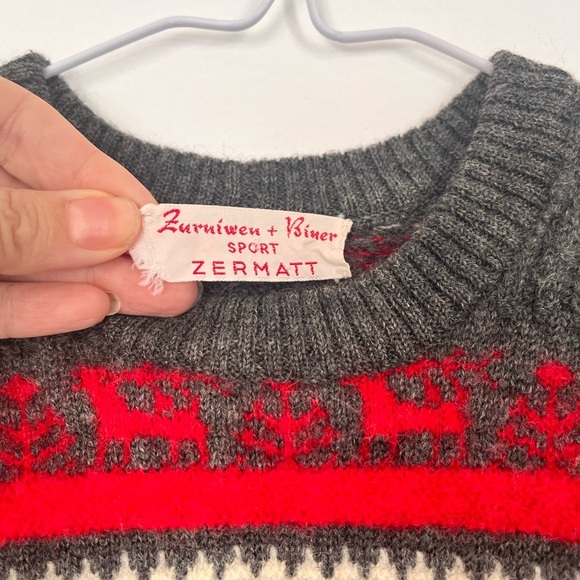 Zurniwen + Biner
SPORT
ZERMATT